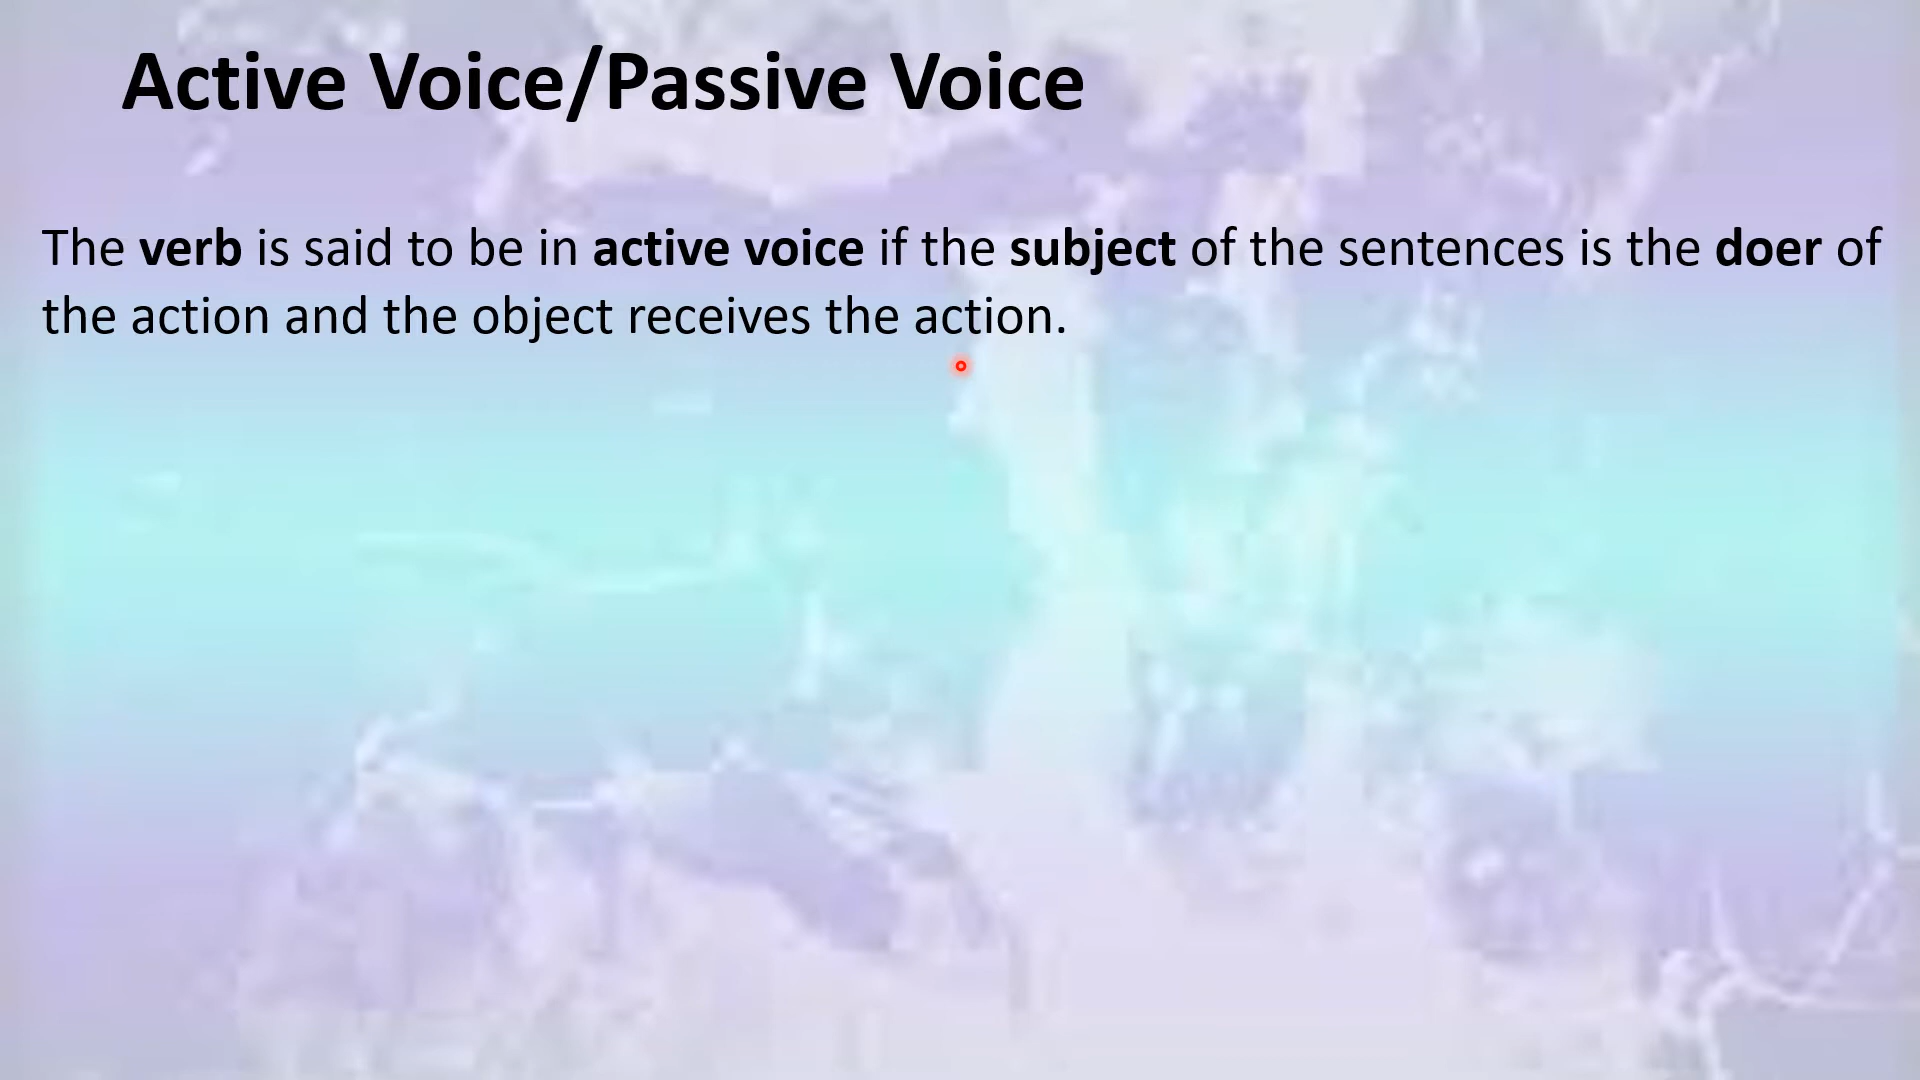 Active Voice/Passive Voice
The verb is said to be in active voice if the subject of the sentences is the doer of
the action and the object receives the action.